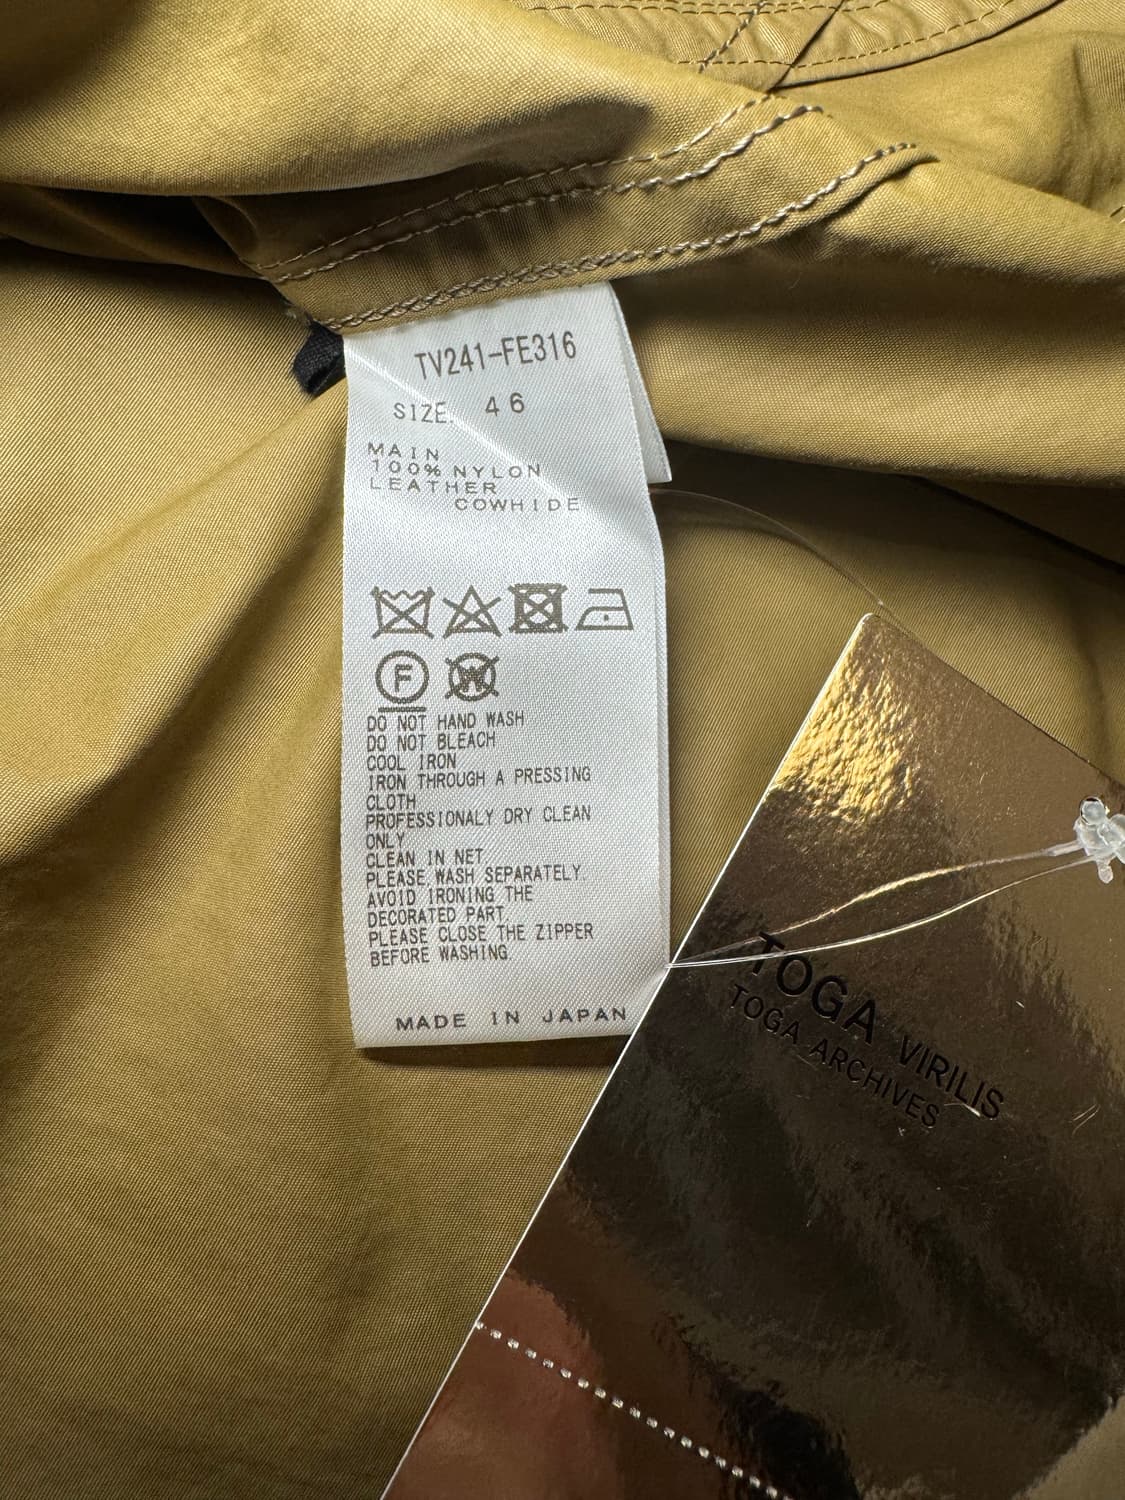 TV241-FE316
SIZE. 46
MAIN
100% NYLON
LEATHER
COWHIDE
F W
DO NOT HAND WASH
DO NOT BLEACH
COOL IRON
IRON THROUGH A PRESSING
CLOTH
PROFESSIONALY DRY CLEAN
ONLY
CLEAN IN NET
PLEASE WASH SEPARATELY.
AVOID IRONING THE
DECORATED PART.
PLEASE CLOSE THE ZIPPER
BEFORE WASHING.
MADE IN JAPAN
TOGA VIRILIS
TOGA ARCHIVES